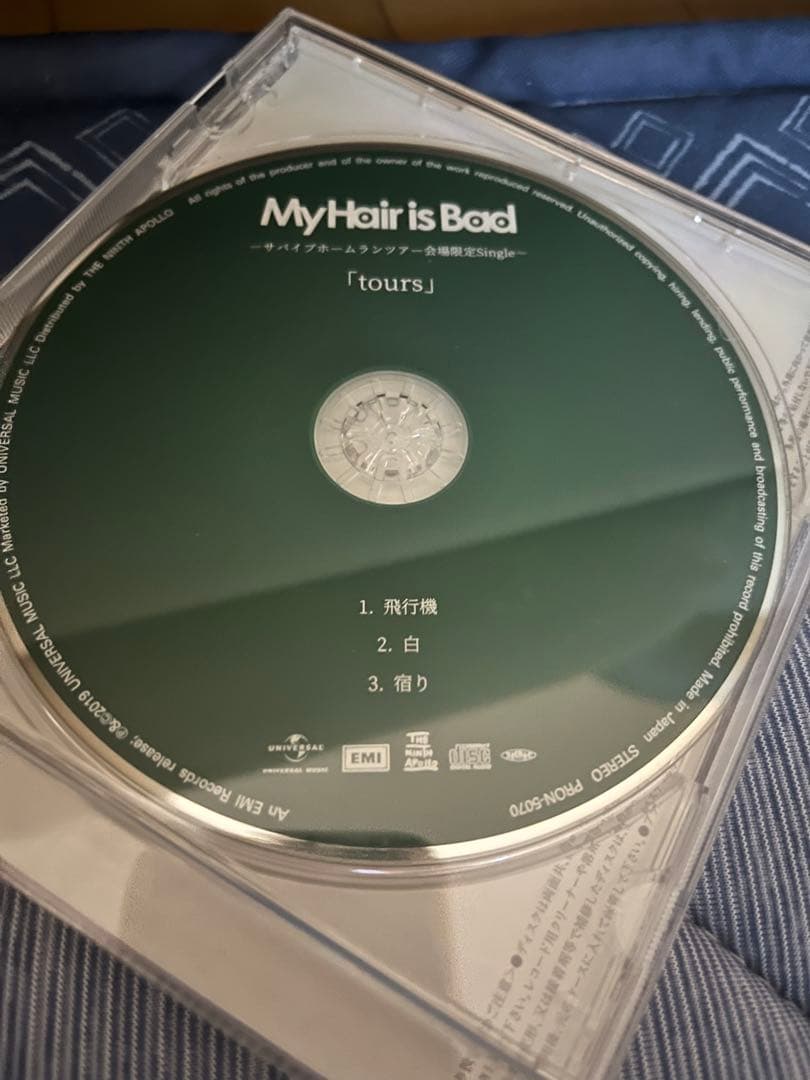 My Hair is Bad
－サバイブホームランツアー会場限定Single－
「tours」
1. 飛行機
2. 白
3. 宿り
UNIVERSAL
UNIVERSAL MUSIC
EMI
THE NINTH APOLLO
COMPACT disc DIGITAL AUDIO
An EMI Records release; ℗&©2019 UNIVERSAL MUSIC LLC Marketed by UNIVERSAL MUSIC LLC Distributed by THE NINTH APOLLO
All rights of the producer and of the owner of the work reproduced reserved. Unauthorized copying, hiring, lending, public performance and broadcasting of this record prohibited. Made in Japan
STEREO PRON-5070